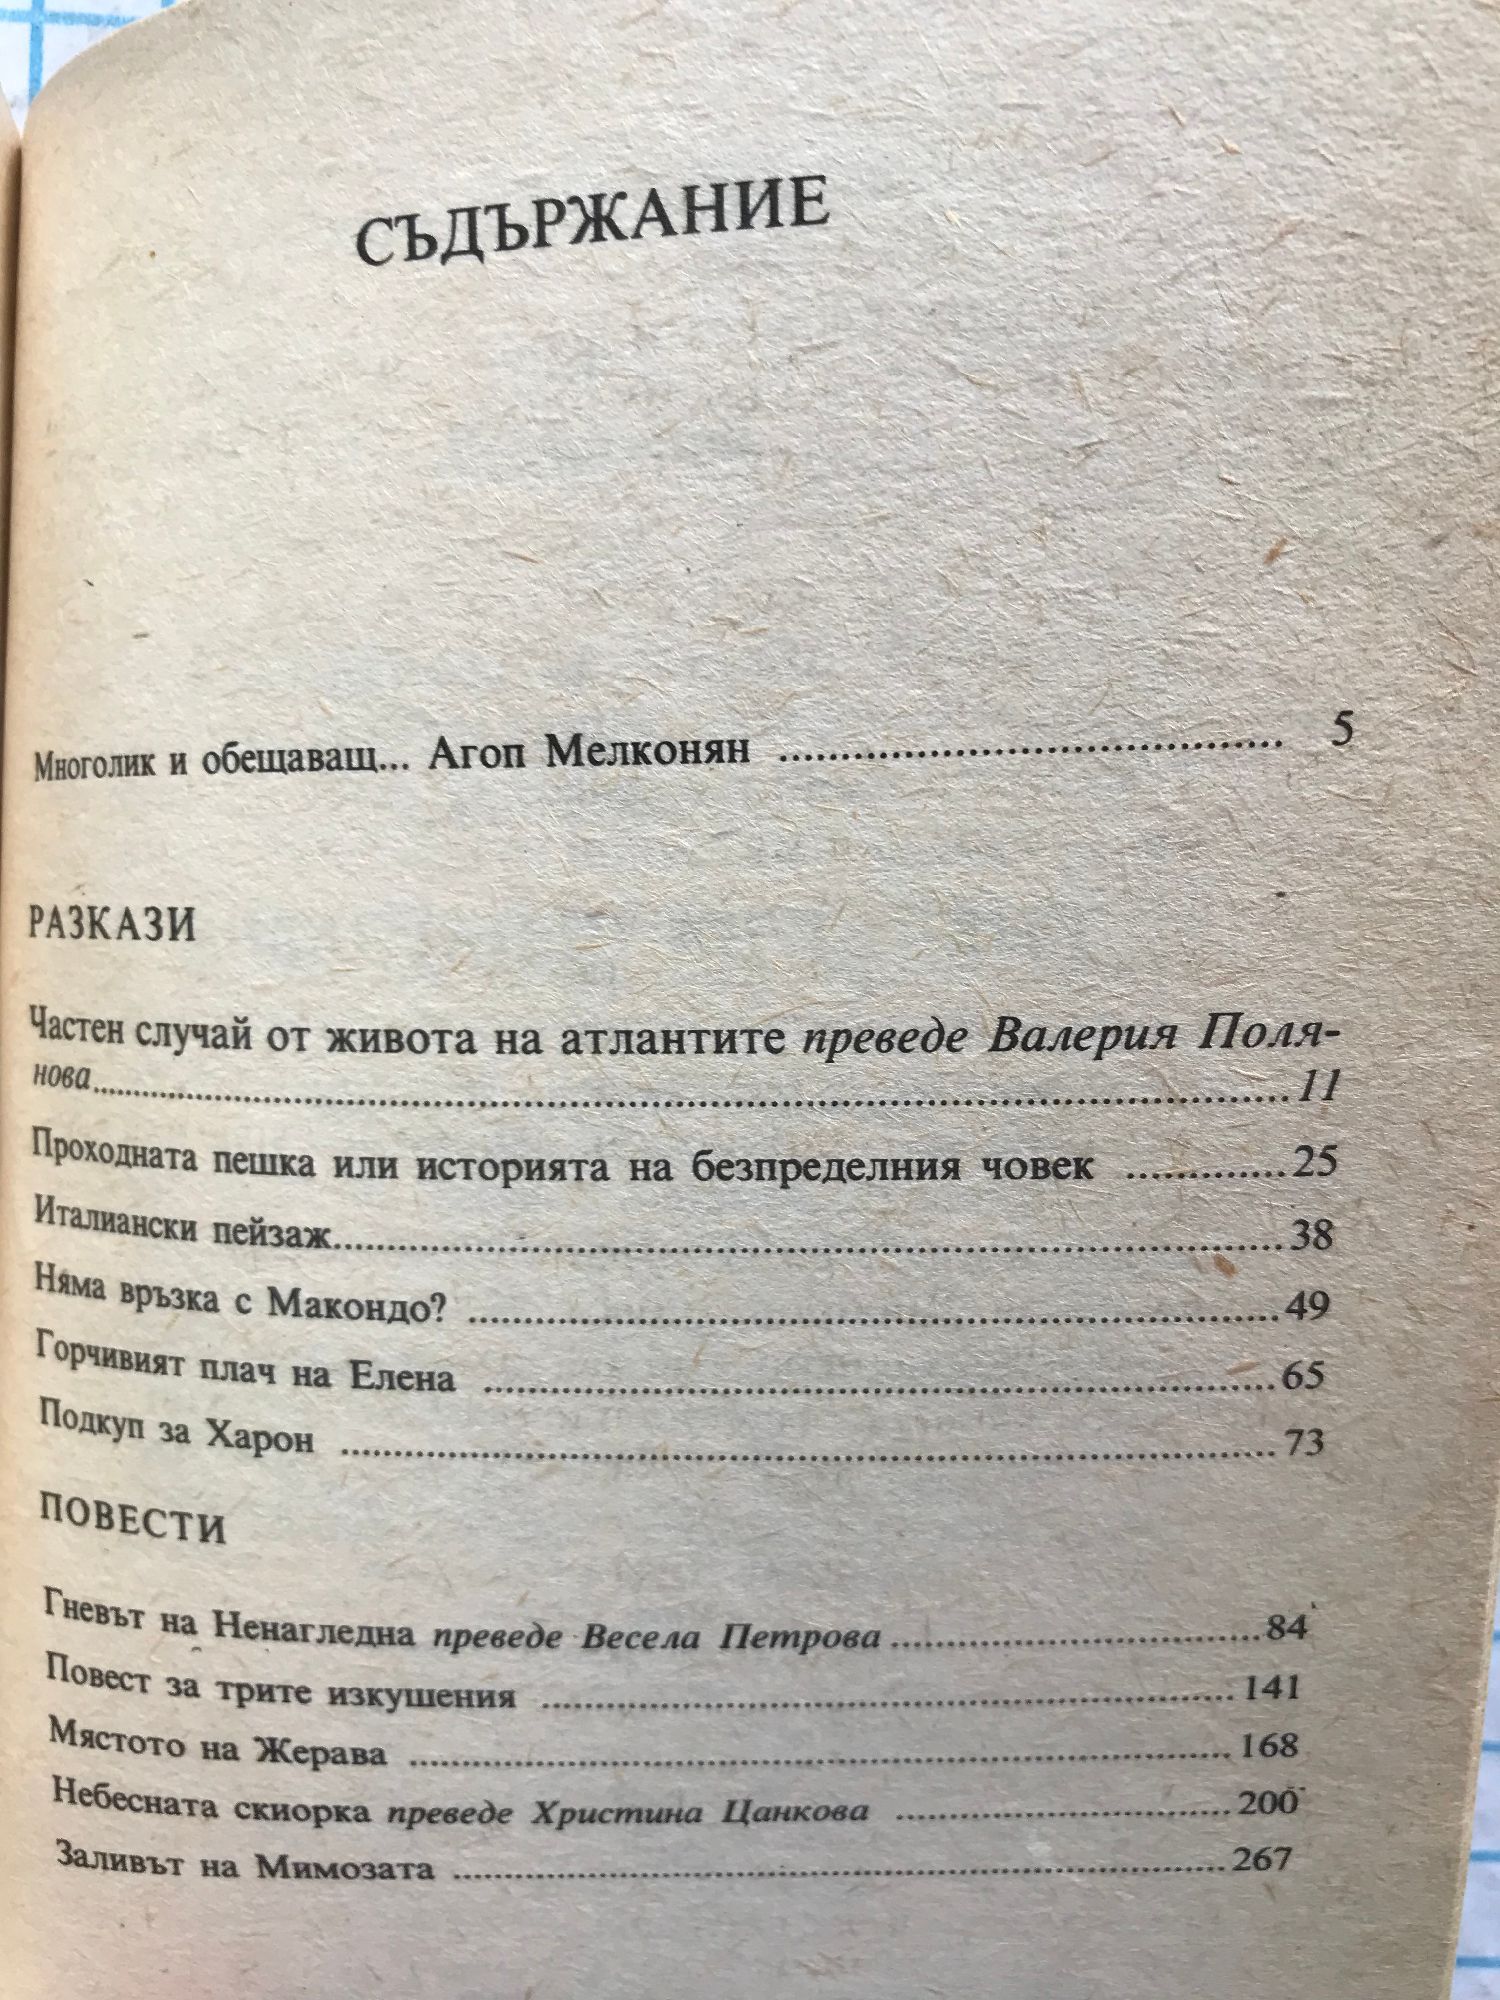 СЪДЪРЖАНИЕ
Многолик и обещаващ... Агоп Мелконян ........................................ 5
РАЗКАЗИ
Частен случай от живота на атлантите преведе Валерия Поля-
нова........................................................................................11
Проходната пешка или историята на безпределния човек .............25
Италиански пейзаж.....................................................................38
Няма връзка с Макондо? ............................................................49
Горчивият плач на Елена ...........................................................65
Подкуп за Харон .......................................................................73
ПОВЕСТИ
Гневът на Ненагледна преведе Весела Петрова............................84
Повест за трите изкушения .......................................................141
Мястото на Жерава ..................................................................168
Небесната скиорка преведе Христина Цанкова ..........................200
Заливът на Мимозата ...............................................................267